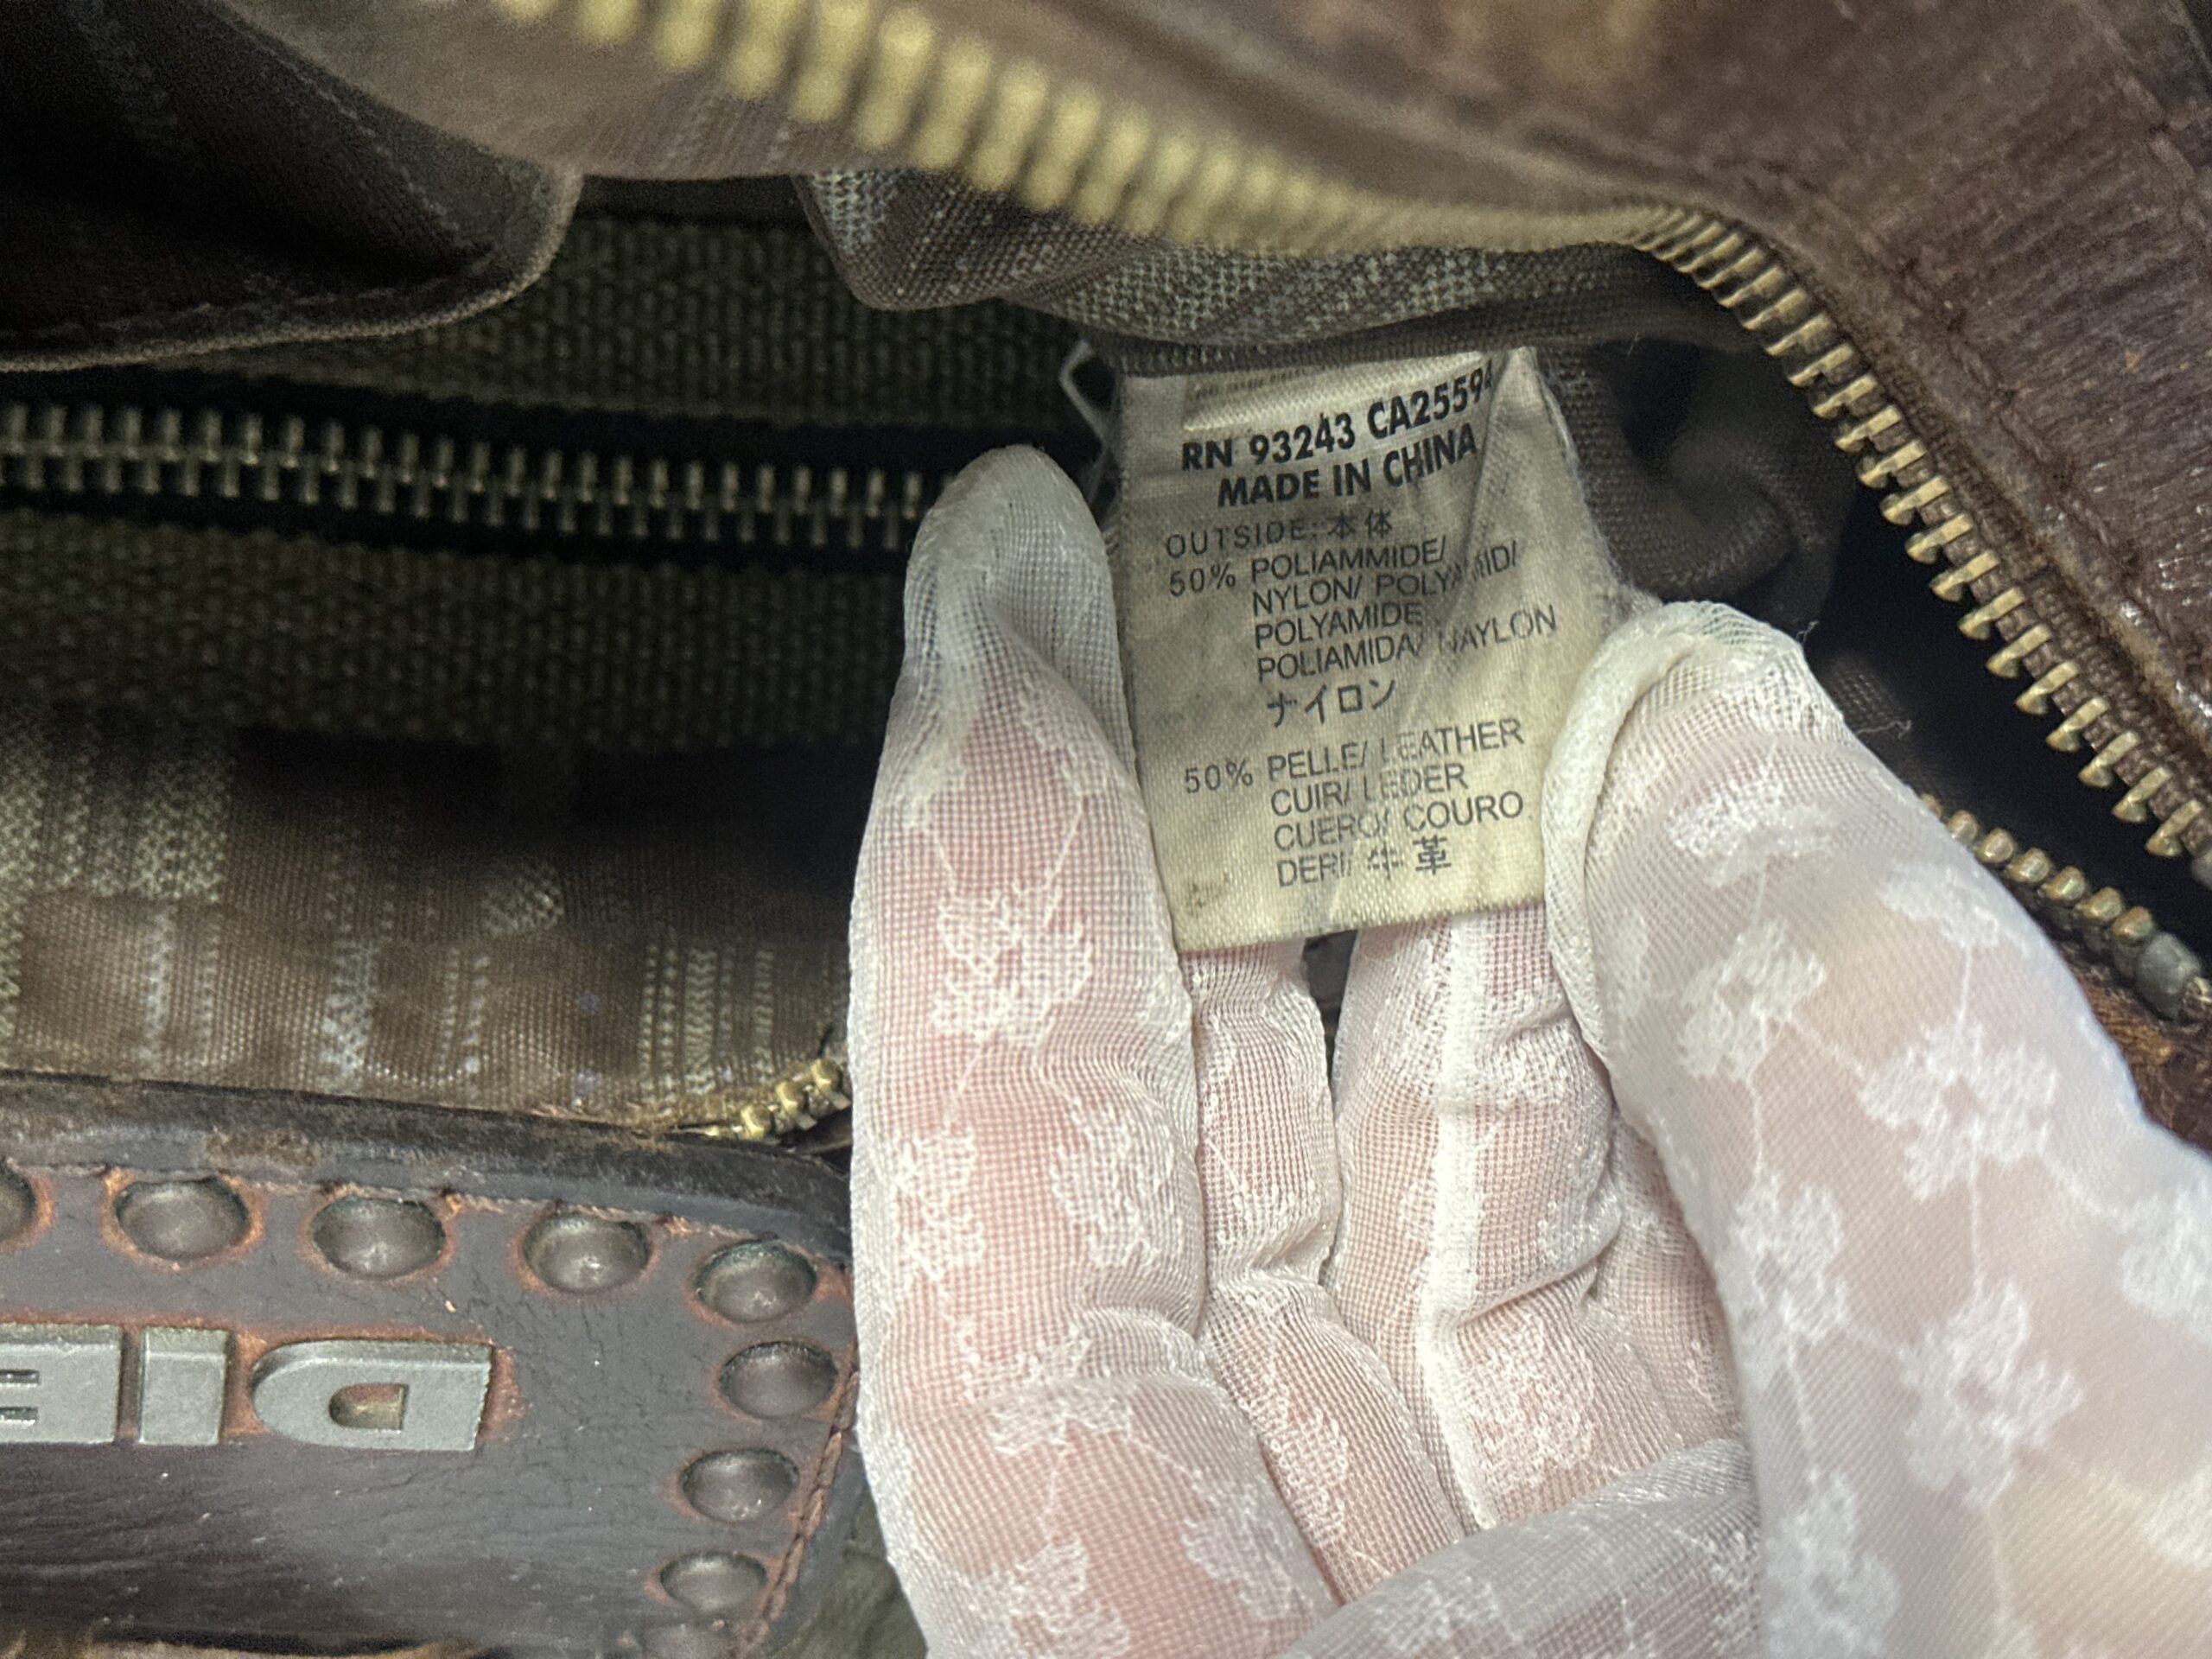 RN 93243 CA25594
MADE IN CHINA
OUTSIDE: 本体
50% POLIAMMIDE/
NYLON/ POLYAMID/
POLYAMIDE
POLIAMIDA/ NAYLON
ナイロン
50% PELLE/ LEATHER
CUIR/ LEDER
CUERO/ COURO
DERI/ 牛革
DIE